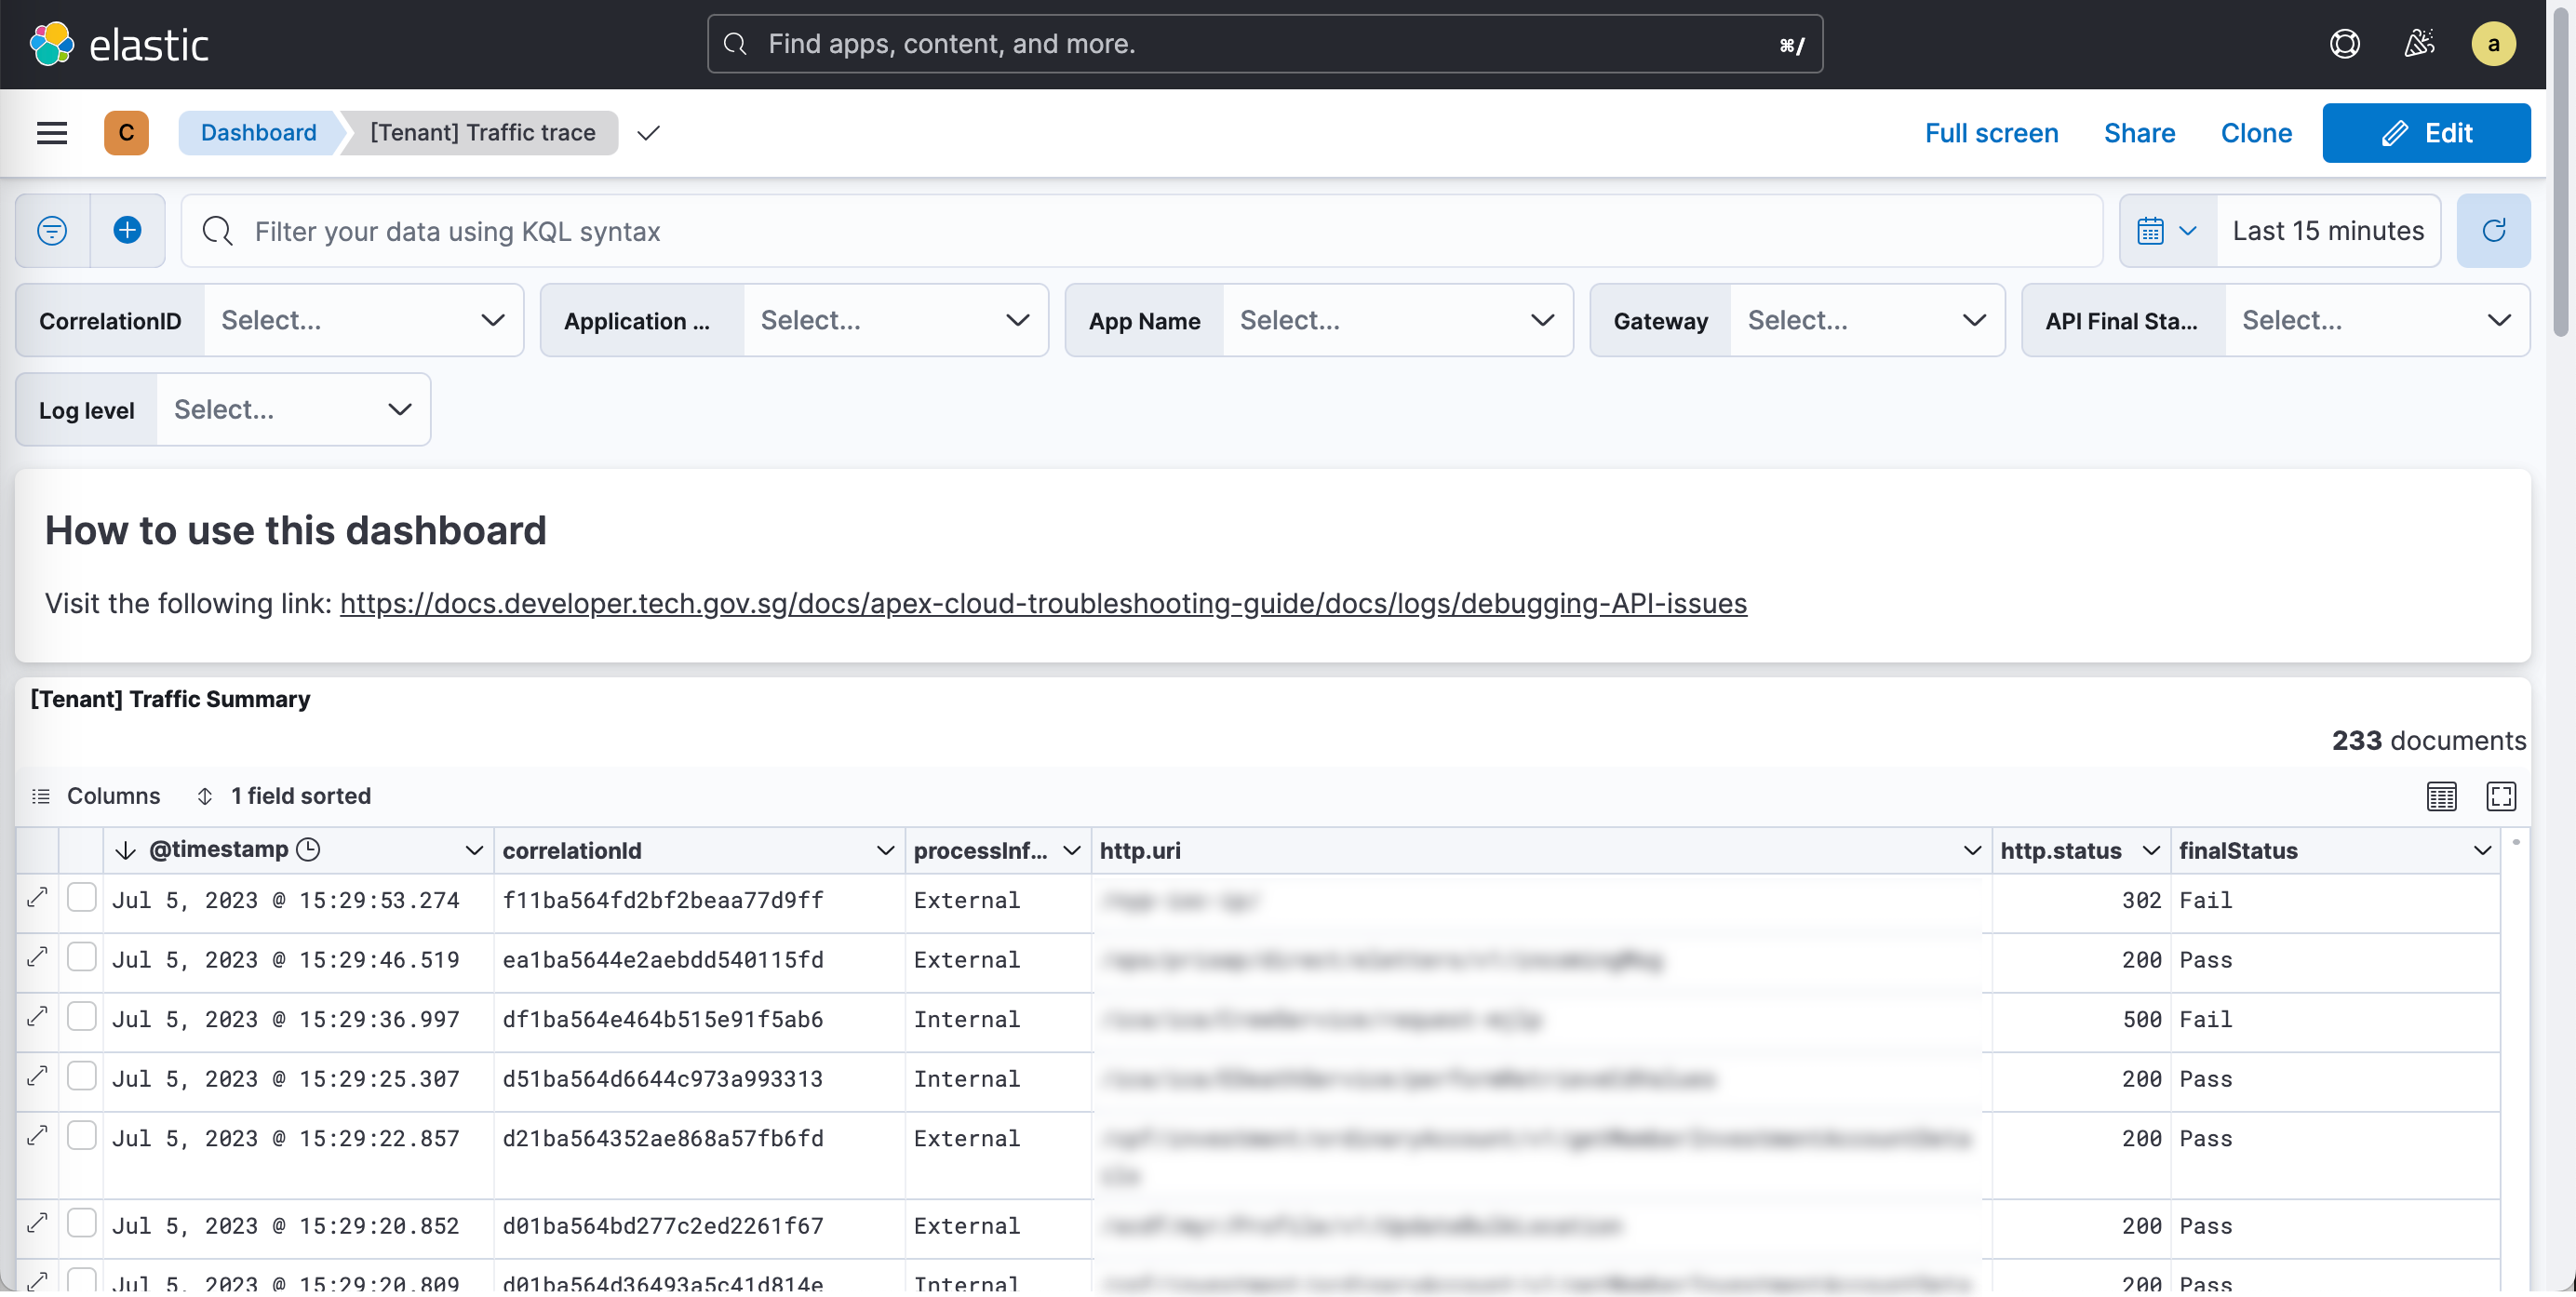 elastic
Find apps, content, and more.
⌘/
a
C
Dashboard
[Tenant] Traffic trace
Full screen
Share
Clone
Edit
Filter your data using KQL syntax
Last 15 minutes
CorrelationID Select...
Application ... Select...
App Name Select...
Gateway Select...
API Final Sta... Select...
Log level Select...
How to use this dashboard
Visit the following link: https://docs.developer.tech.gov.sg/docs/apex-cloud-troubleshooting-guide/docs/logs/debugging-API-issues
[Tenant] Traffic Summary
233 documents
Columns 1 field sorted
@timestamp correlationId processInf... http.uri http.status finalStatus
Jul 5, 2023 @ 15:29:53.274 f11ba564fd2bf2beaa77d9ff External 302 Fail
Jul 5, 2023 @ 15:29:46.519 ea1ba5644e2aebdd540115fd External 200 Pass
Jul 5, 2023 @ 15:29:36.997 df1ba564e464b515e91f5ab6 Internal 500 Fail
Jul 5, 2023 @ 15:29:25.307 d51ba564d6644c973a993313 Internal 200 Pass
Jul 5, 2023 @ 15:29:22.857 d21ba564352ae868a57fb6fd External 200 Pass
Jul 5, 2023 @ 15:29:20.852 d01ba564bd277c2ed2261f67 External 200 Pass
Jul 5, 2023 @ 15:29:20.809 d01ba564d36493a5c41d814e Internal 200 Pass